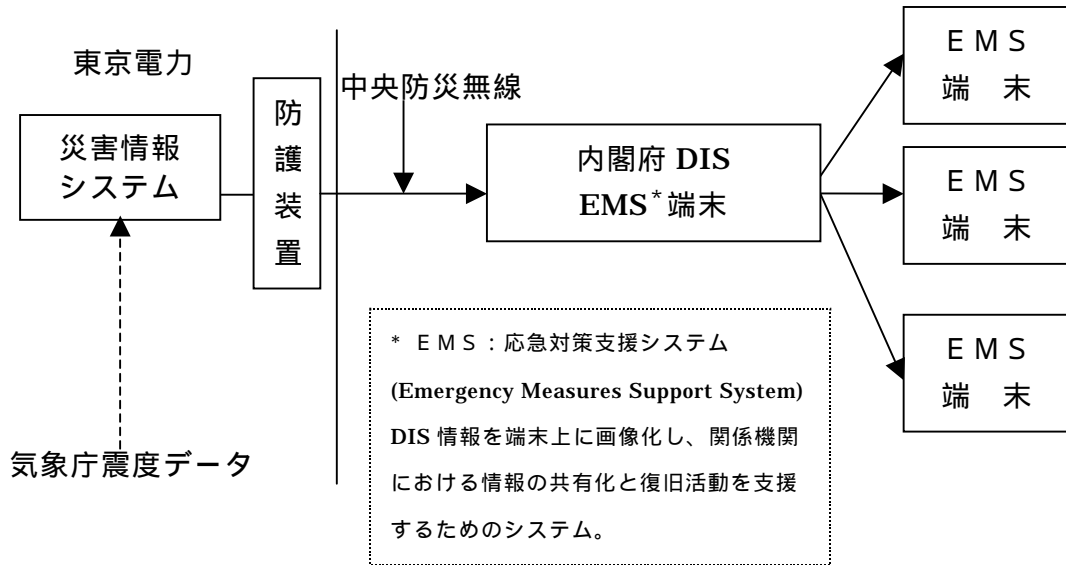 東京電力
災害情報
システム
防
護
装
置
中央防災無線
内閣府 DIS
EMS*端末
ＥＭＳ
端　末
ＥＭＳ
端　末
ＥＭＳ
端　末
気象庁震度データ
* ＥＭＳ：応急対策支援システム
(Emergency Measures Support System)
DIS 情報を端末上に画像化し、関係機関
における情報の共有化と復旧活動を支援
するためのシステム。